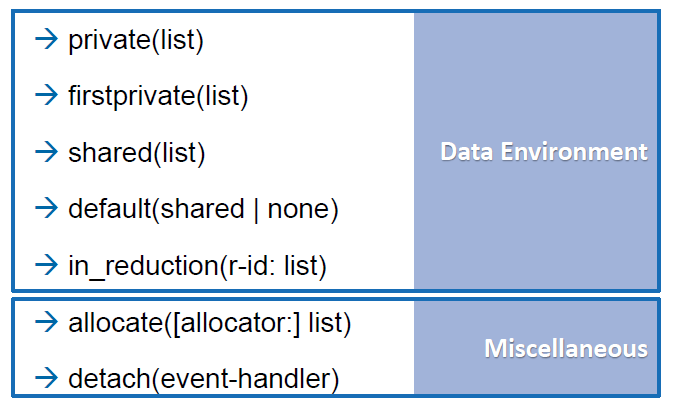 → private(list)
→ firstprivate(list)
→ shared(list)
Data Environment
→ default(shared | none)
→ in_reduction(r-id: list)
→ allocate([allocator:] list)
Miscellaneous
→ detach(event-handler)